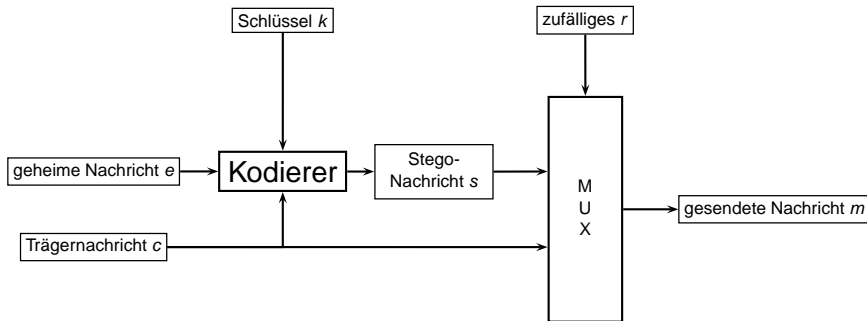 Schlüssel k
zufälliges r
geheime Nachricht e
Kodierer
Stego-
Nachricht s
M
U
X
gesendete Nachricht m
Trägernachricht c